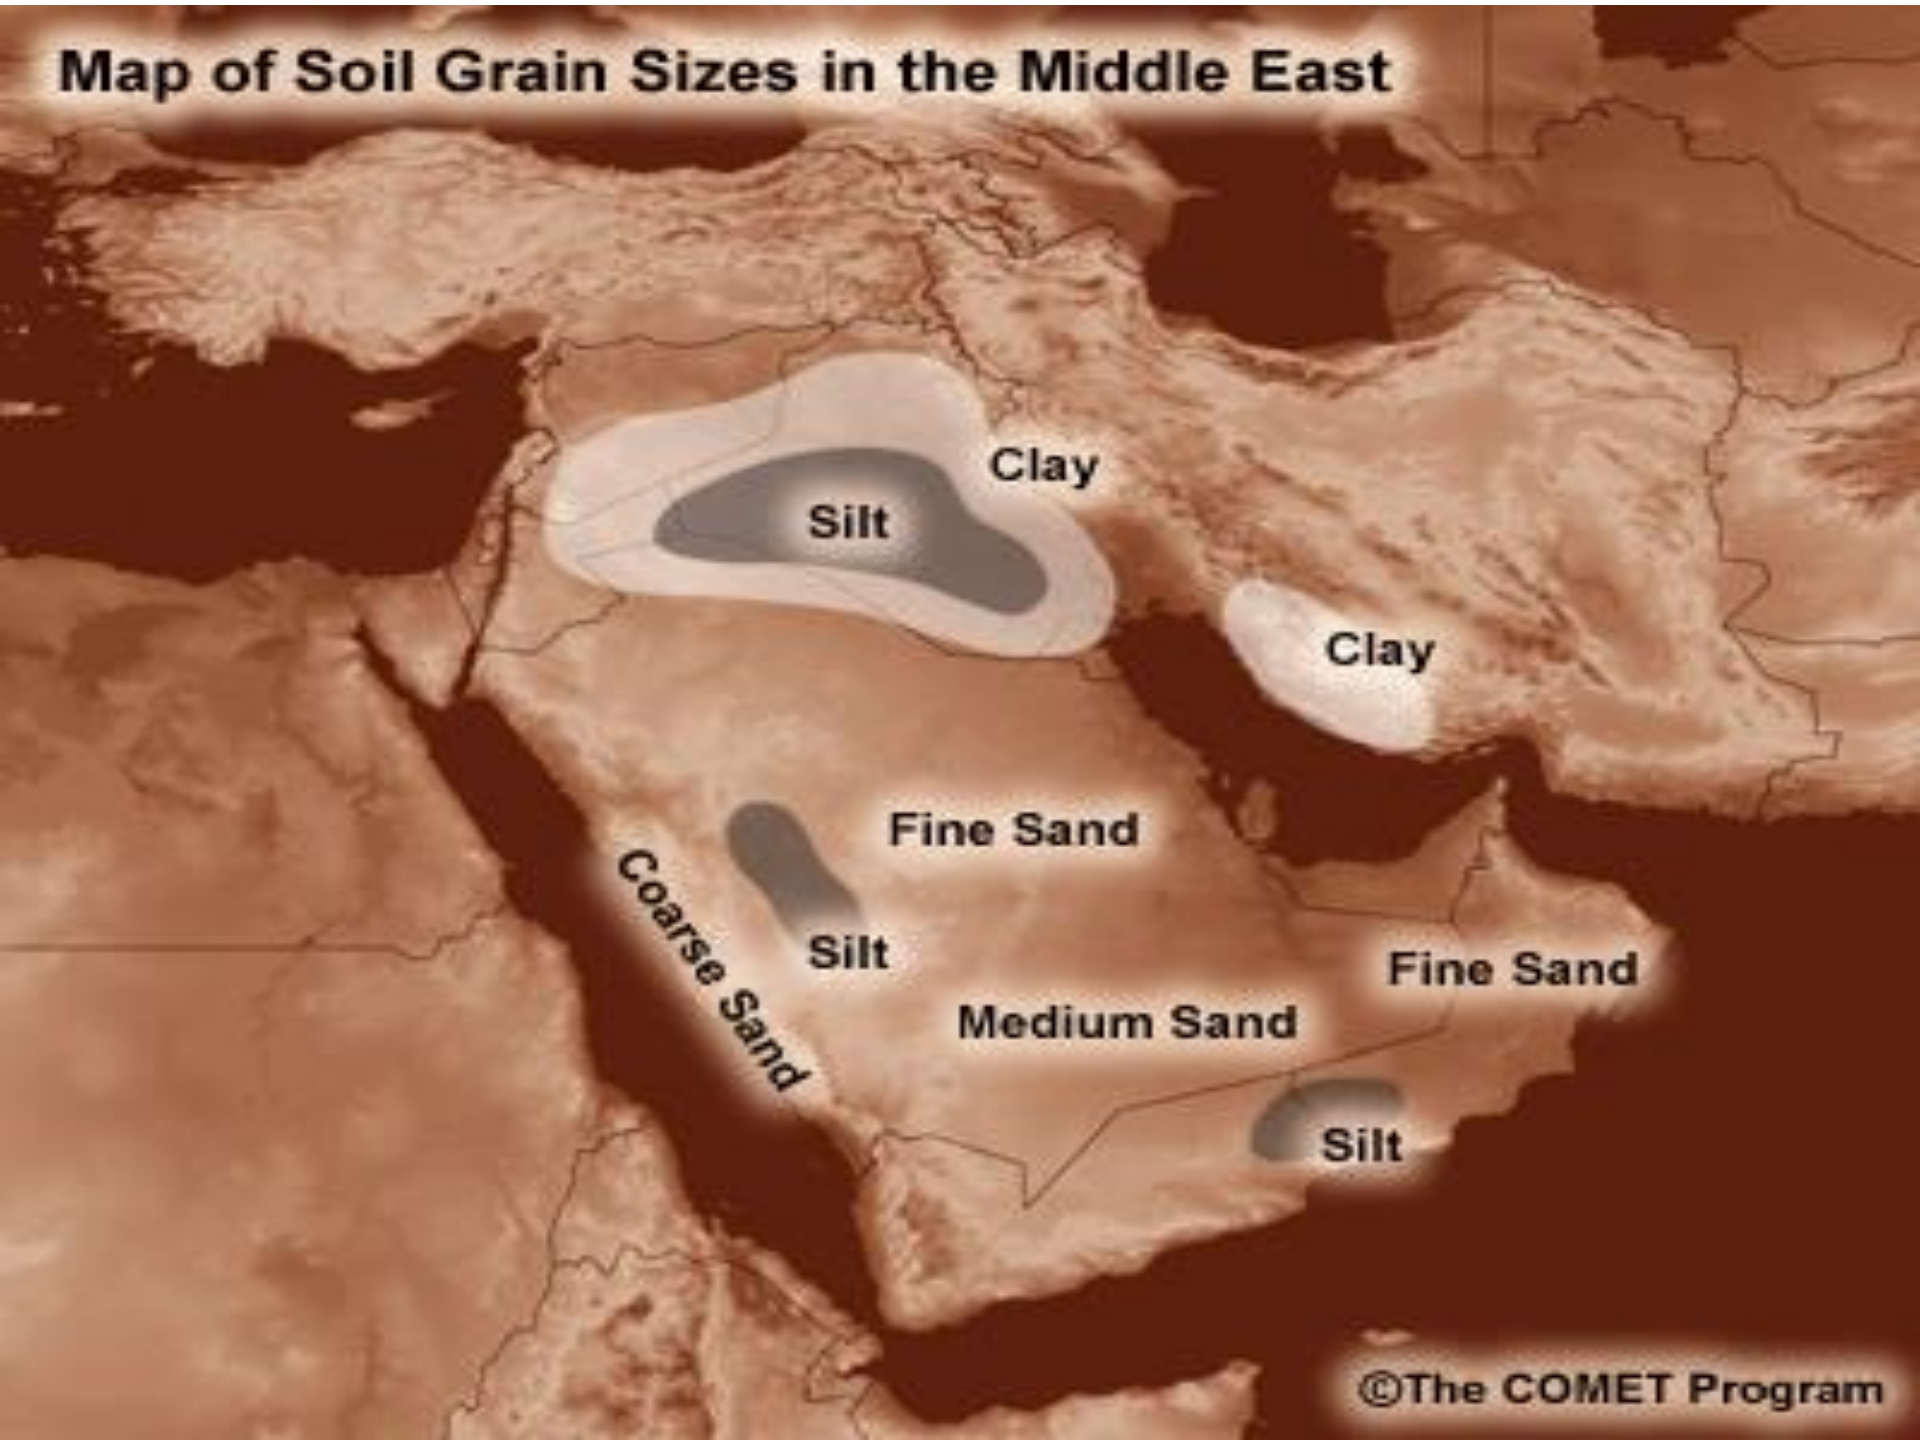 Map of Soil Grain Sizes in the Middle East
Clay
Silt
Clay
Fine Sand
Coarse Sand
Silt
Fine Sand
Medium Sand
Silt
©The COMET Program